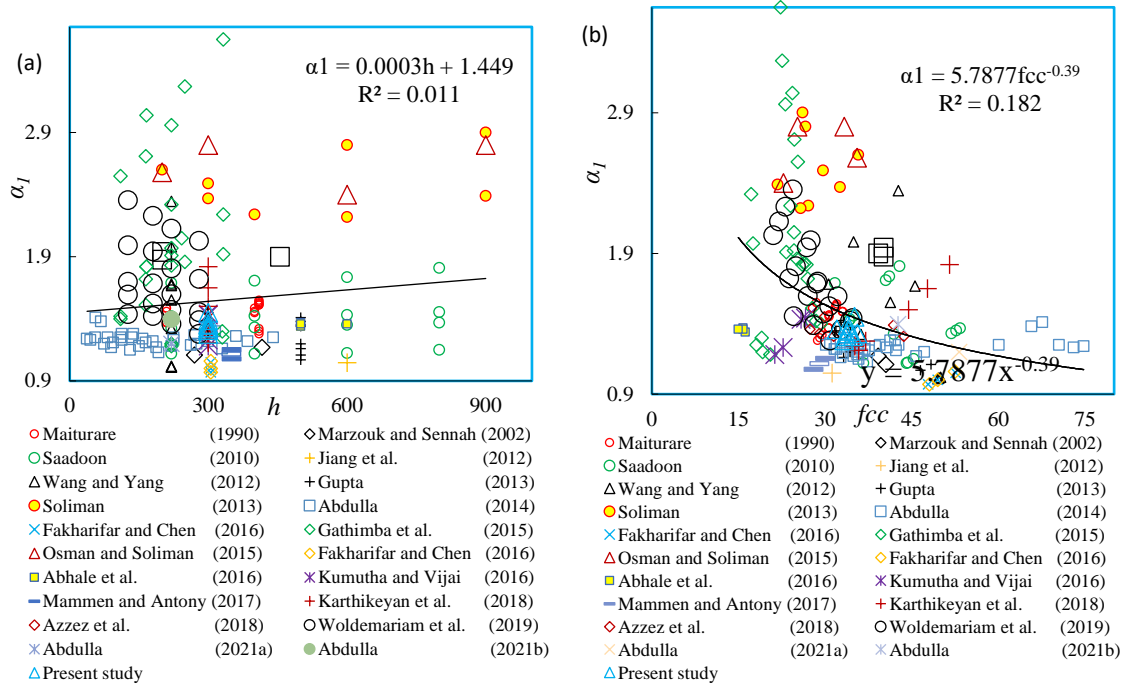 (a)
α1 = 0.0003h + 1.449
R² = 0.011
2.9
α1
1.9
0.9
0 300 h 600 900
Maiturare (1990) Marzouk and Sennah (2002)
Saadoon (2010) Jiang et al. (2012)
Wang and Yang (2012) Gupta (2013)
Soliman (2013) Abdulla (2014)
Fakharifar and Chen (2016) Gathimba et al. (2015)
Osman and Soliman (2015) Fakharifar and Chen (2016)
Abhale et al. (2016) Kumutha and Vijai (2016)
Mammen and Antony (2017) Karthikeyan et al. (2018)
Azzez et al. (2018) Woldemariam et al. (2019)
Abdulla (2021a) Abdulla (2021b)
Present study
(b)
α1 = 5.7877fcc^-0.39
R² = 0.182
2.9
α1
1.9
0.9
y = 5.7877x^-0.39
0 15 30 fcc 45 60 75
Maiturare (1990) Marzouk and Sennah (2002)
Saadoon (2010) Jiang et al. (2012)
Wang and Yang (2012) Gupta (2013)
Soliman (2013) Abdulla (2014)
Fakharifar and Chen (2016) Gathimba et al. (2015)
Osman and Soliman (2015) Fakharifar and Chen (2016)
Abhale et al. (2016) Kumutha and Vijai (2016)
Mammen and Antony (2017) Karthikeyan et al. (2018)
Azzez et al. (2018) Woldemariam et al. (2019)
Abdulla (2021a) Abdulla (2021b)
Present study